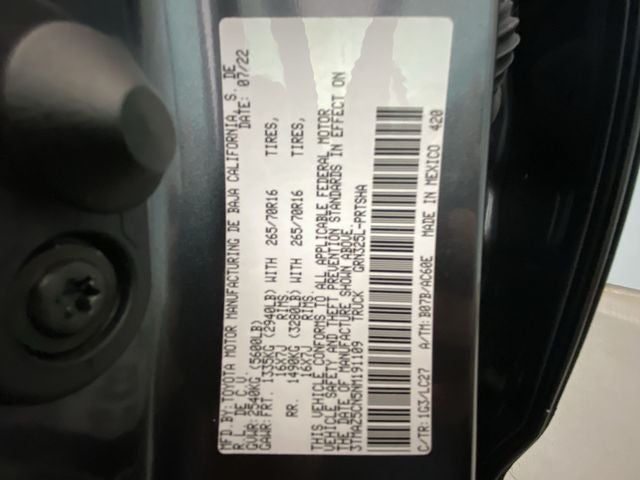 MFD.BY:TOYOTA MOTOR MANUFACTURING DE BAJA CALIFORNIA, S. DE
R.L. DE C.V. DATE: 07/22
GVWR: 2540KG (5600LB)
GAWR: FRT. 1335KG (2940LB) WITH 265/70R16 TIRES,
16X7J RIMS,
RR. 1490KG (3280LB) WITH 265/70R16 TIRES,
16X7J RIMS,
THIS VEHICLE CONFORMS TO ALL APPLICABLE FEDERAL MOTOR
VEHICLE SAFETY AND THEFT PREVENTION STANDARDS IN EFFECT ON
THE DATE OF MANUFACTURE SHOWN ABOVE.
3TMAZ5CN5NM191109 TRUCK GRN325L-PRTSHA
C/TR:1G3/LC27 A/TM:B07B/AC60E MADE IN MEXICO 420